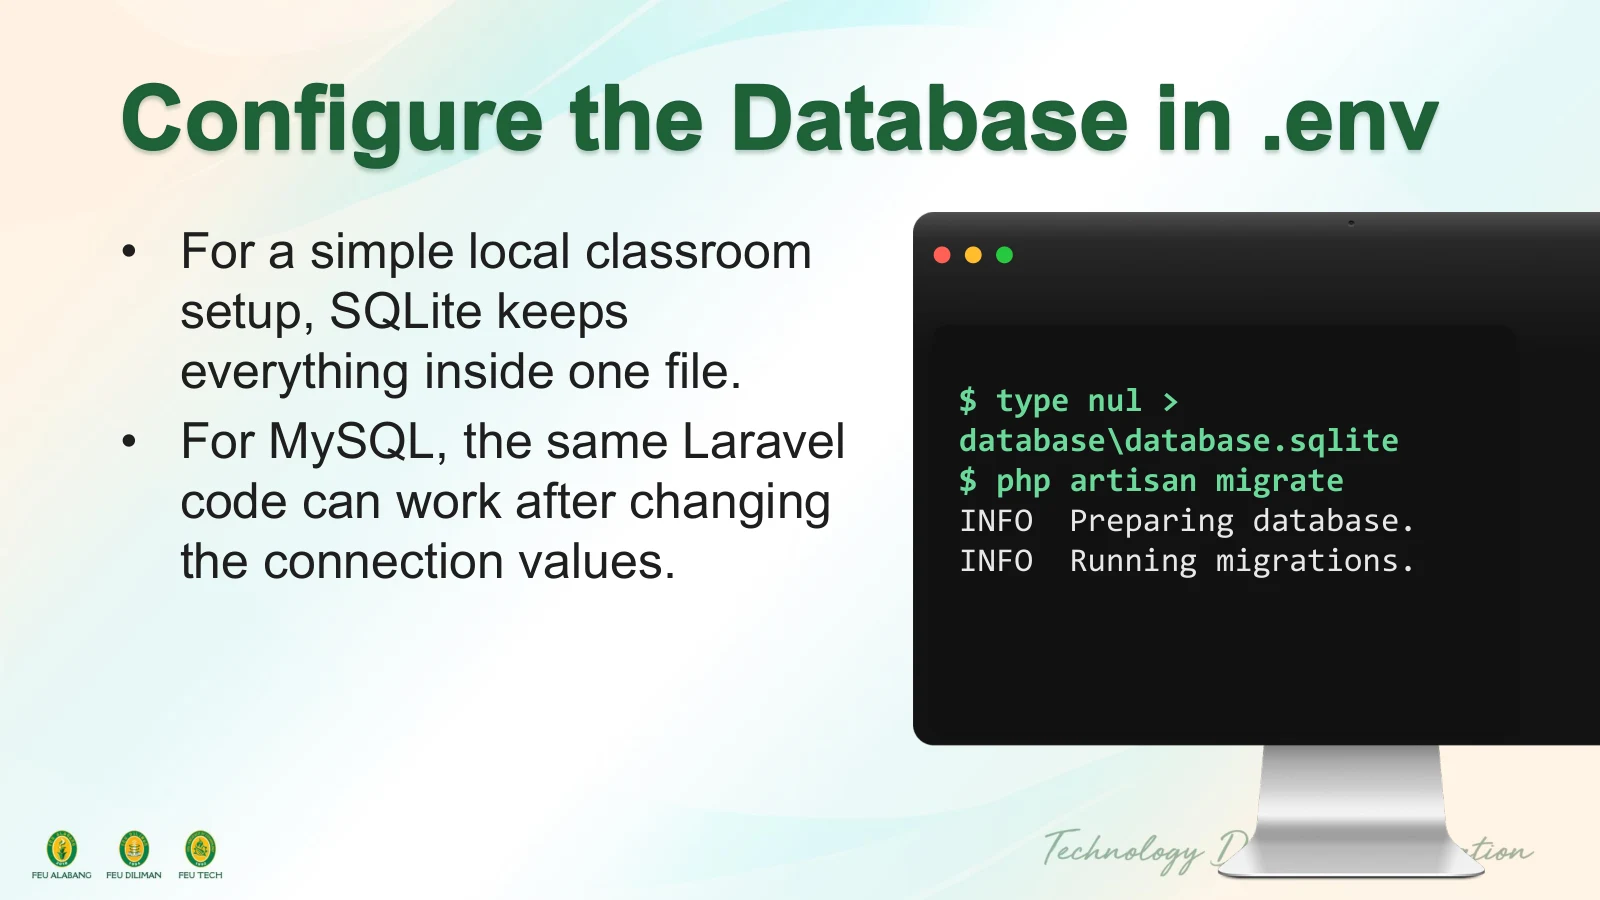 Configure the Database in .env
• For a simple local classroom
setup, SQLite keeps
everything inside one file.
• For MySQL, the same Laravel
code can work after changing
the connection values.
$ type nul >
database\database.sqlite
$ php artisan migrate
INFO  Preparing database.
INFO  Running migrations.
FEU ALABANG
FEU DILIMAN
FEU TECH
Technology